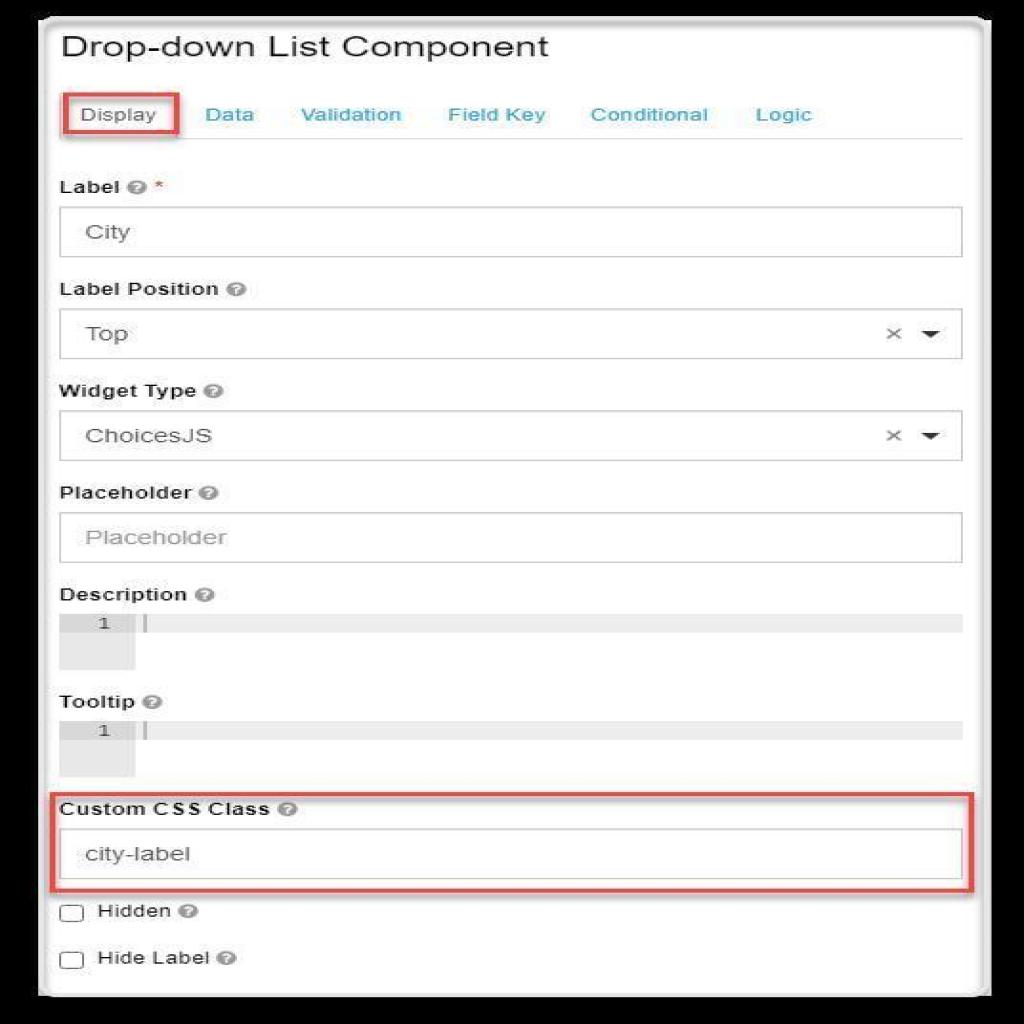 Drop-down List Component
Display Data Validation Field Key Conditional Logic
Label ? *
City
Label Position ?
Top ×
Widget Type ?
ChoicesJS ×
Placeholder ?
Placeholder
Description ?
1
Tooltip ?
1
Custom CSS Class ?
city-label
Hidden ?
Hide Label ?